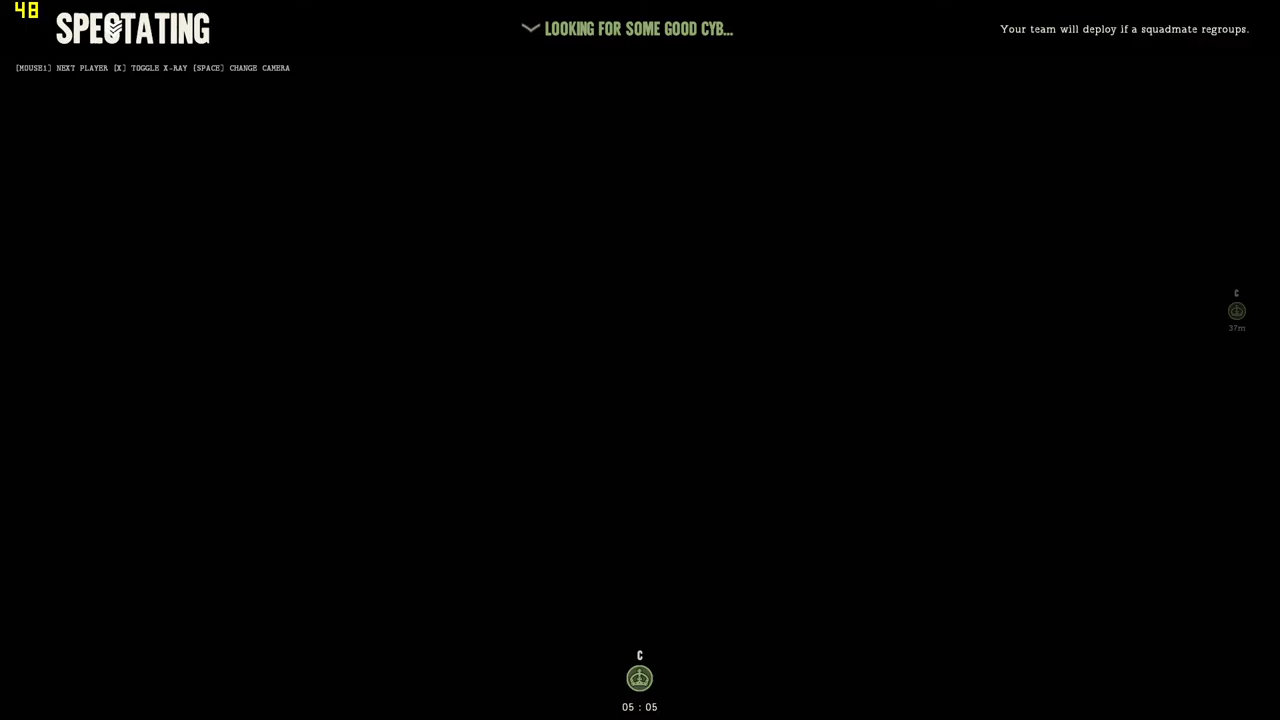 48
SPECTATING
LOOKING FOR SOME GOOD CYB...
Your team will deploy if a squadmate regroups.
[MOUSE1] NEXT PLAYER [X] TOGGLE X-RAY [SPACE] CHANGE CAMERA
C
37m
C
05 : 05